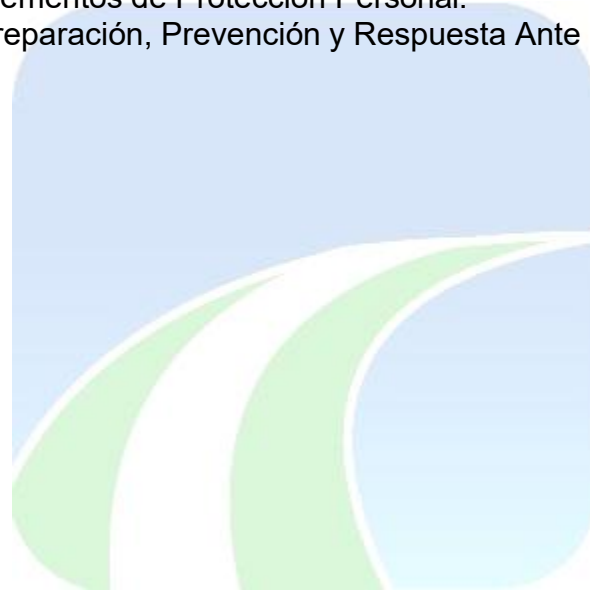 ementos de Protección Personal.
reparación, Prevención y Respuesta Ante